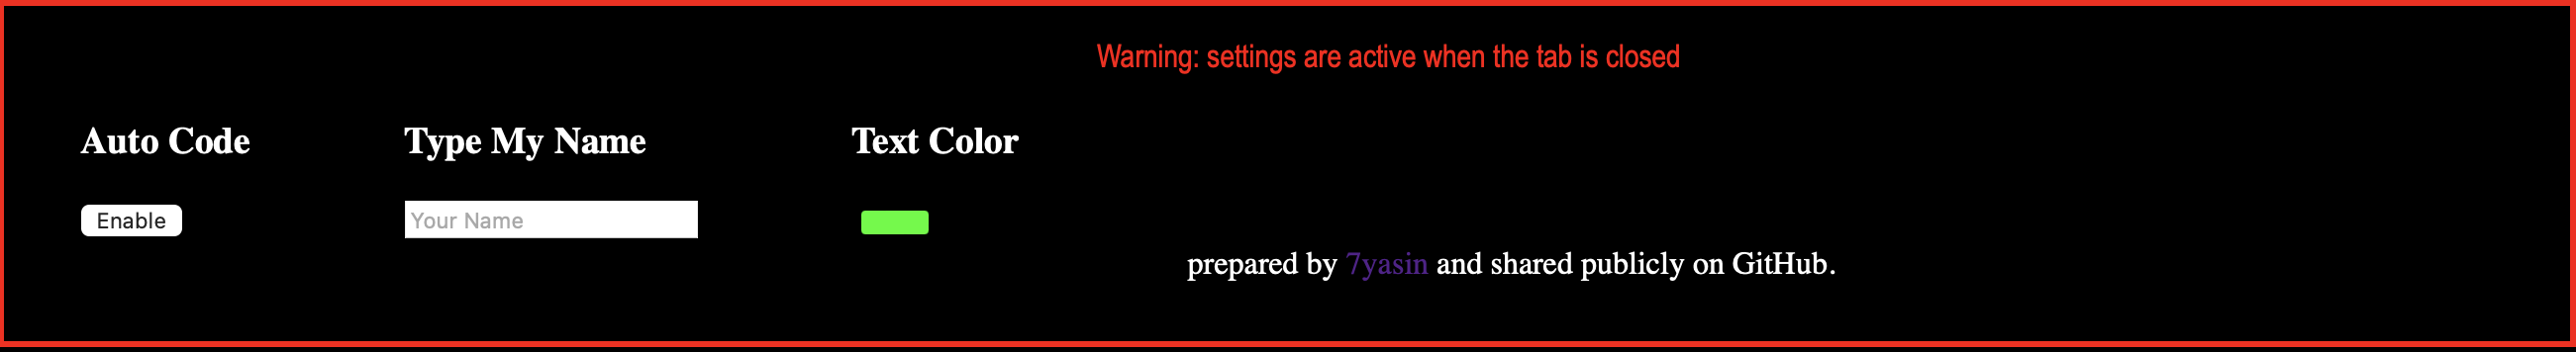 Warning: settings are active when the tab is closed
Auto Code
Type My Name
Text Color
Enable
Your Name
prepared by 7yasin and shared publicly on GitHub.